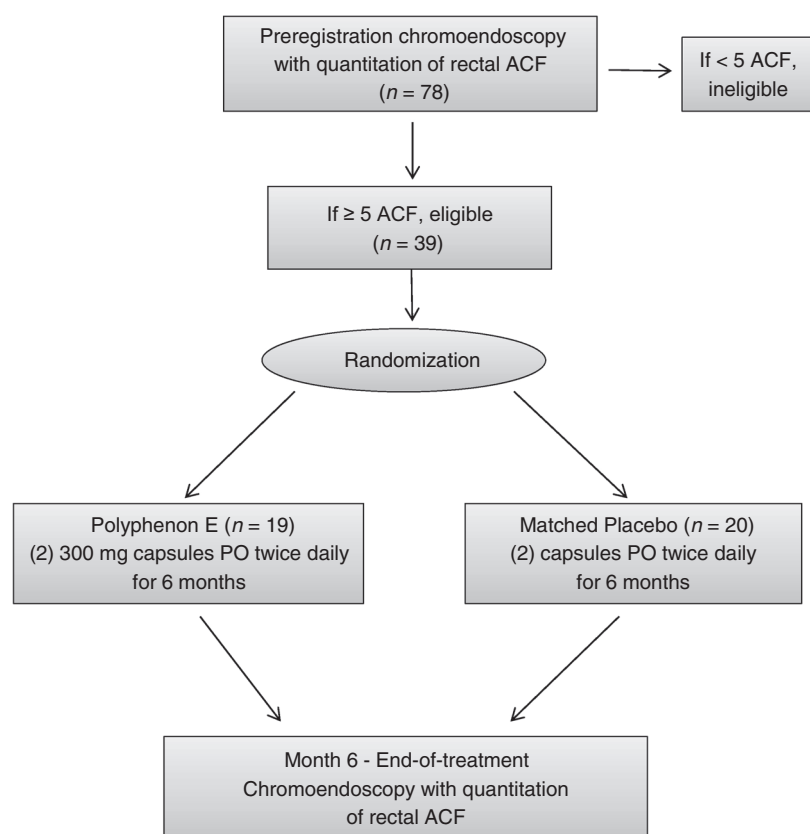 Preregistration chromoendoscopy
with quantitation of rectal ACF
(n = 78)
If < 5 ACF,
ineligible
If ≥ 5 ACF, eligible
(n = 39)
Randomization
Polyphenon E (n = 19)
(2) 300 mg capsules PO twice daily
for 6 months
Matched Placebo (n = 20)
(2) capsules PO twice daily
for 6 months
Month 6 - End-of-treatment
Chromoendoscopy with quantitation
of rectal ACF